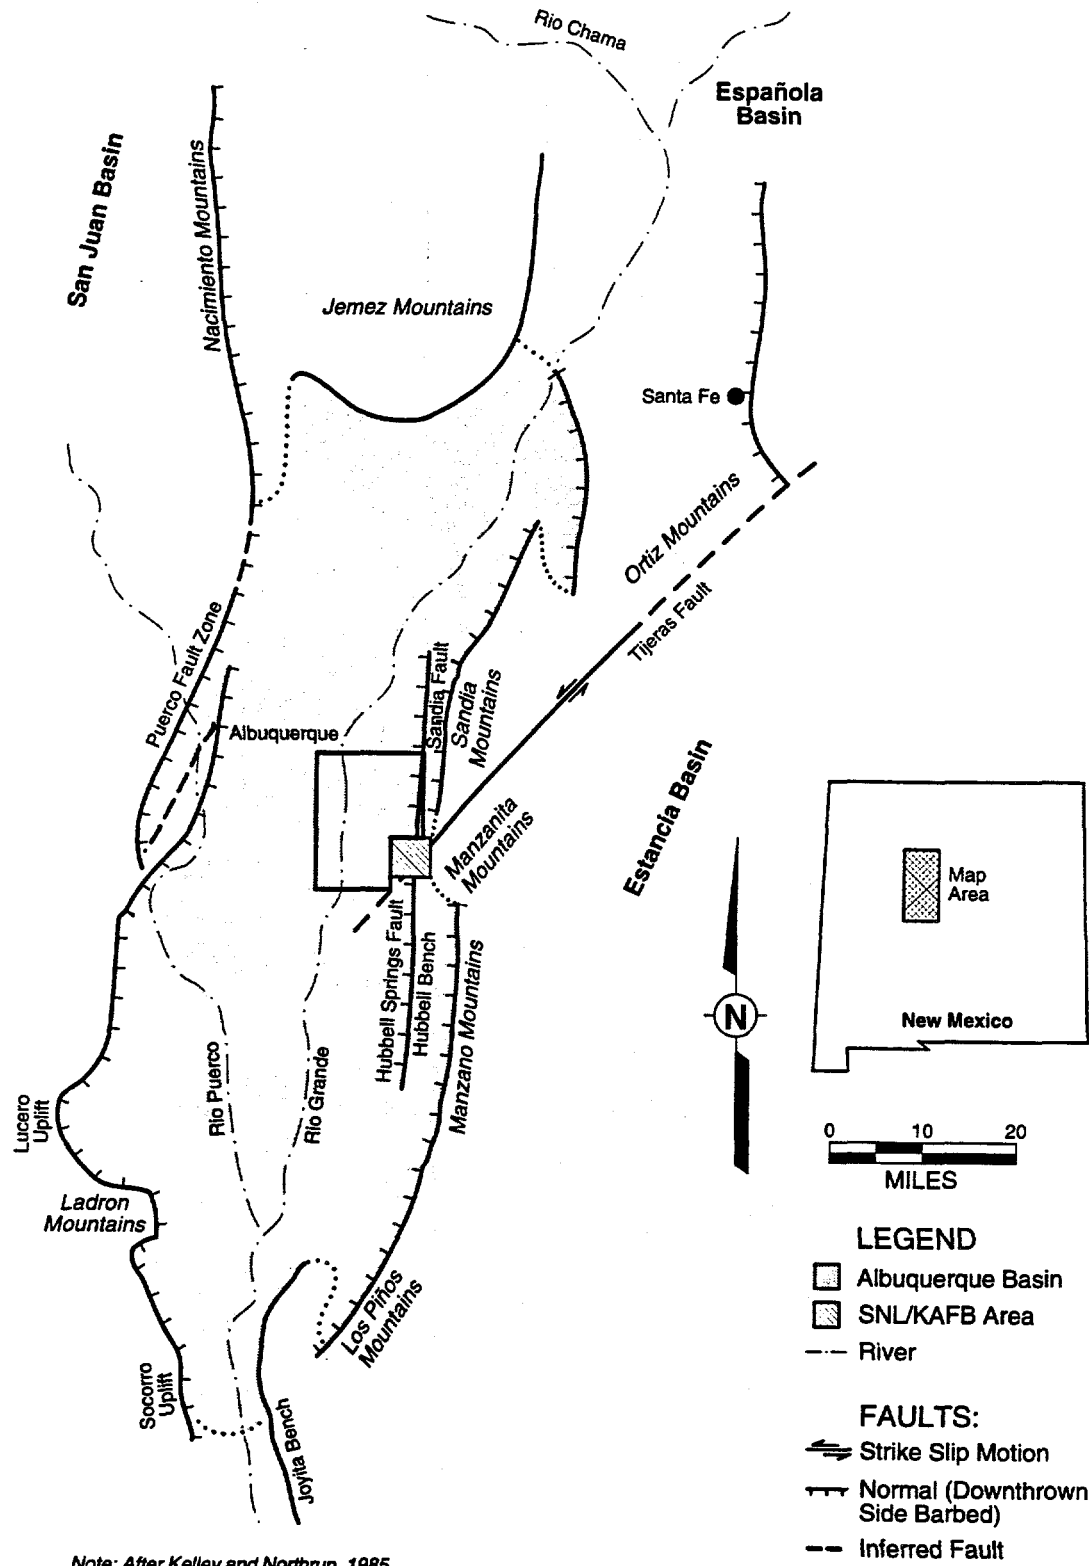 Rio Chama
Española
Basin
San Juan Basin
Nacimiento Mountains
Jemez Mountains
Santa Fe
Ortiz Mountains
Tijeras Fault
Puerco Fault Zone
Albuquerque
Sandia Fault
Sandia
Mountains
Manzanita
Mountains
Estancia Basin
Map
Area
New Mexico
Hubbell Springs Fault
Hubbell Bench
Manzano Mountains
N
Rio Puerco
Rio Grande
Lucero
Uplift
Ladron
Mountains
0 10 20
MILES
Los Piños
Mountains
Socorro
Uplift
Joyita Bench
LEGEND
Albuquerque Basin
SNL/KAFB Area
River
FAULTS:
Strike Slip Motion
Normal (Downthrown
Side Barbed)
Inferred Fault
Note: After Kelley and Northrup, 1985